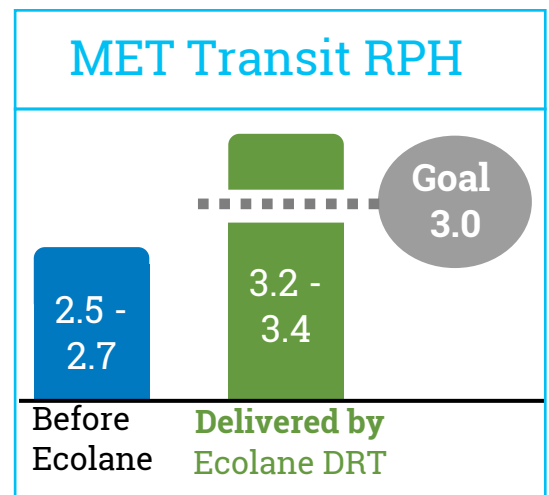 MET Transit RPH
Goal
3.0
2.5 -
2.7
3.2 -
3.4
Before
Ecolane
Delivered by
Ecolane DRT